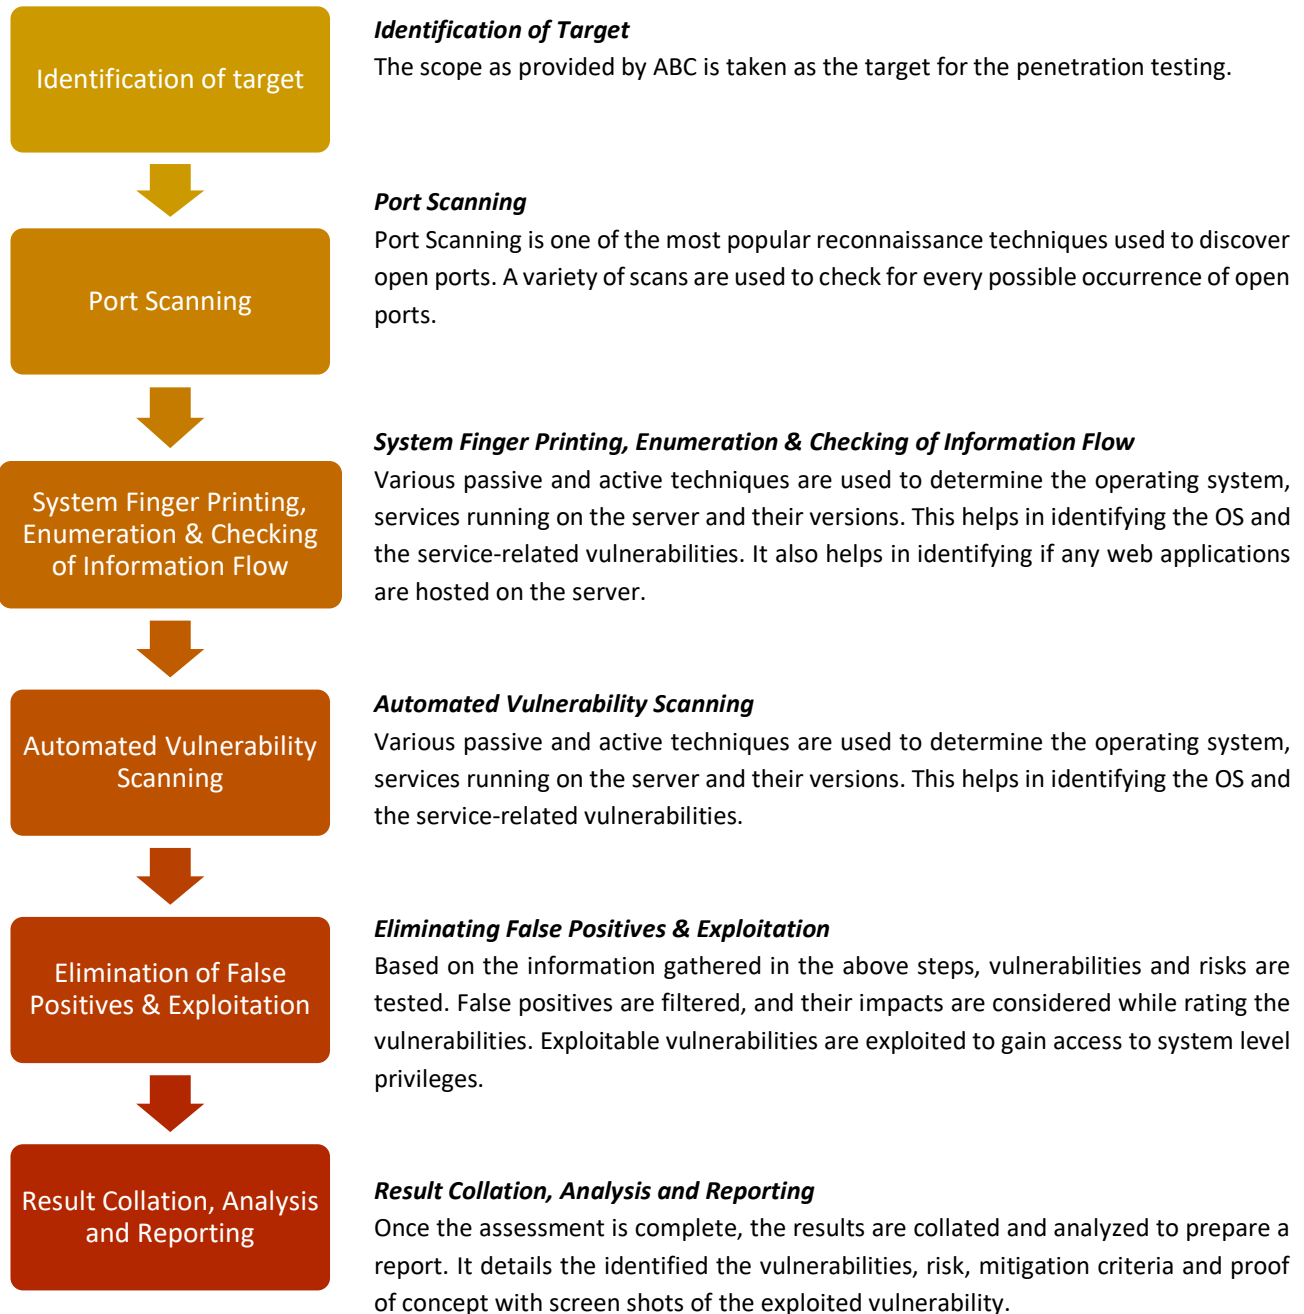 Identification of target
Identification of Target
The scope as provided by ABC is taken as the target for the penetration testing.
Port Scanning
Port Scanning
Port Scanning is one of the most popular reconnaissance techniques used to discover
open ports. A variety of scans are used to check for every possible occurrence of open
ports.
System Finger Printing,
Enumeration & Checking
of Information Flow
System Finger Printing, Enumeration & Checking of Information Flow
Various passive and active techniques are used to determine the operating system,
services running on the server and their versions. This helps in identifying the OS and
the service-related vulnerabilities. It also helps in identifying if any web applications
are hosted on the server.
Automated Vulnerability
Scanning
Automated Vulnerability Scanning
Various passive and active techniques are used to determine the operating system,
services running on the server and their versions. This helps in identifying the OS and
the service-related vulnerabilities.
Elimination of False
Positives & Exploitation
Eliminating False Positives & Exploitation
Based on the information gathered in the above steps, vulnerabilities and risks are
tested. False positives are filtered, and their impacts are considered while rating the
vulnerabilities. Exploitable vulnerabilities are exploited to gain access to system level
privileges.
Result Collation, Analysis
and Reporting
Result Collation, Analysis and Reporting
Once the assessment is complete, the results are collated and analyzed to prepare a
report. It details the identified the vulnerabilities, risk, mitigation criteria and proof
of concept with screen shots of the exploited vulnerability.